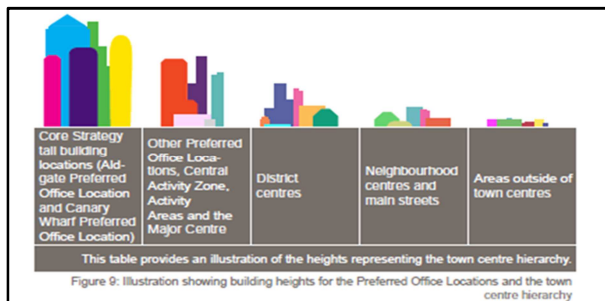 Core Strategy
tall building
locations (Ald-
gate Preferred
Office Location
and Canary
Wharf Preferred
Office Location)
Other Preferred
Office Loca-
tions, Central
Activity Zone,
Activity
Areas and the
Major Centre
District
centres
Neighbourhood
centres and
main streets
Areas outside of
town centres
This table provides an illustration of the heights representing the town centre hierarchy.
Figure 9: Illustration showing building heights for the Preferred Office Locations and the town
centre hierarchy